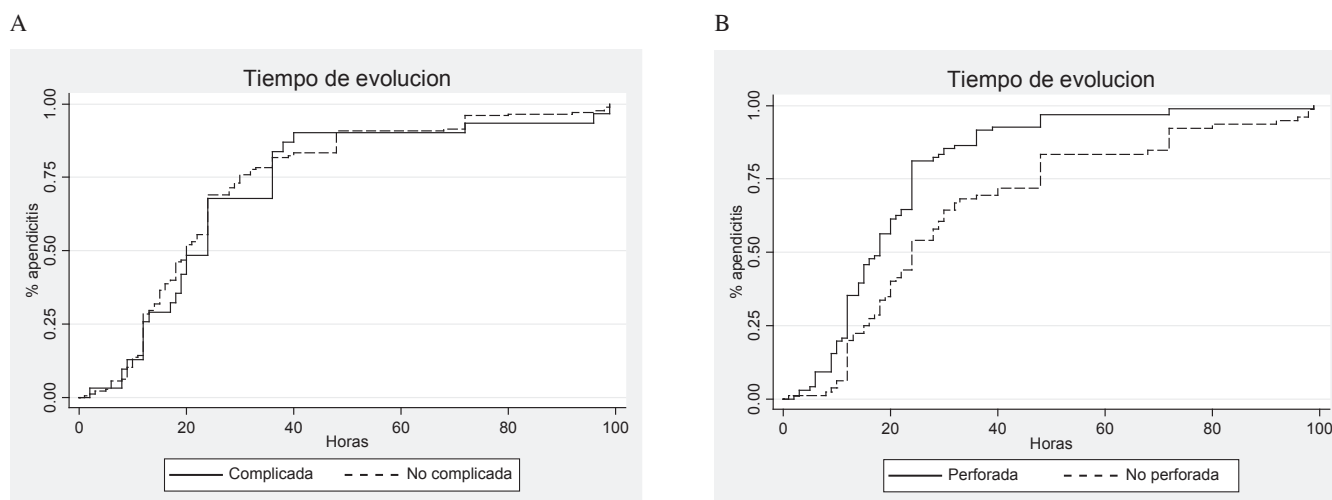 A
Tiempo de evolucion
1.00
0.75
0.50
0.25
0.00
% apendicitis
0 20 40 60 80 100
Horas
Complicada No complicada
B
Tiempo de evolucion
1.00
0.75
0.50
0.25
0.00
% apendicitis
0 20 40 60 80 100
Horas
Perforada No perforada